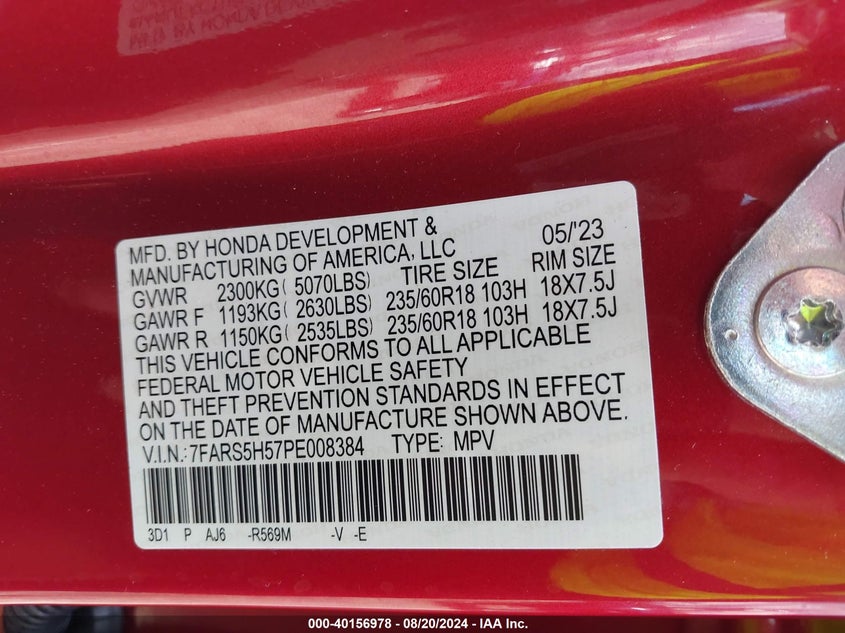 MFD. BY HONDA DEVELOPMENT &
MANUFACTURING OF AMERICA, LLC 05/'23
GVWR 2300KG( 5070LBS) TIRE SIZE RIM SIZE
GAWR F 1193KG( 2630LBS) 235/60R18 103H 18X7.5J
GAWR R 1150KG( 2535LBS) 235/60R18 103H 18X7.5J
THIS VEHICLE CONFORMS TO ALL APPLICABLE
FEDERAL MOTOR VEHICLE SAFETY
AND THEFT PREVENTION STANDARDS IN EFFECT
ON THE DATE OF MANUFACTURE SHOWN ABOVE.
V.I.N.: 7FARS5H57PE008384 TYPE: MPV
3D1 P AJ6 -R569M -V -E
000-40156978 - 08/20/2024 - IAA Inc.